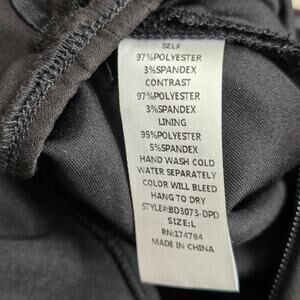 SELF
97%POLYESTER
3%SPANDEX
CONTRAST
97%POLYESTER
3%SPANDEX
LINING
95%POLYESTER
5%SPANDEX
HAND WASH COLD
WATER SEPARATELY
COLOR WILL BLEED
HANG TO DRY
STYLE#:BD3073-DPD
SIZE:L
RN:174784
MADE IN CHINA